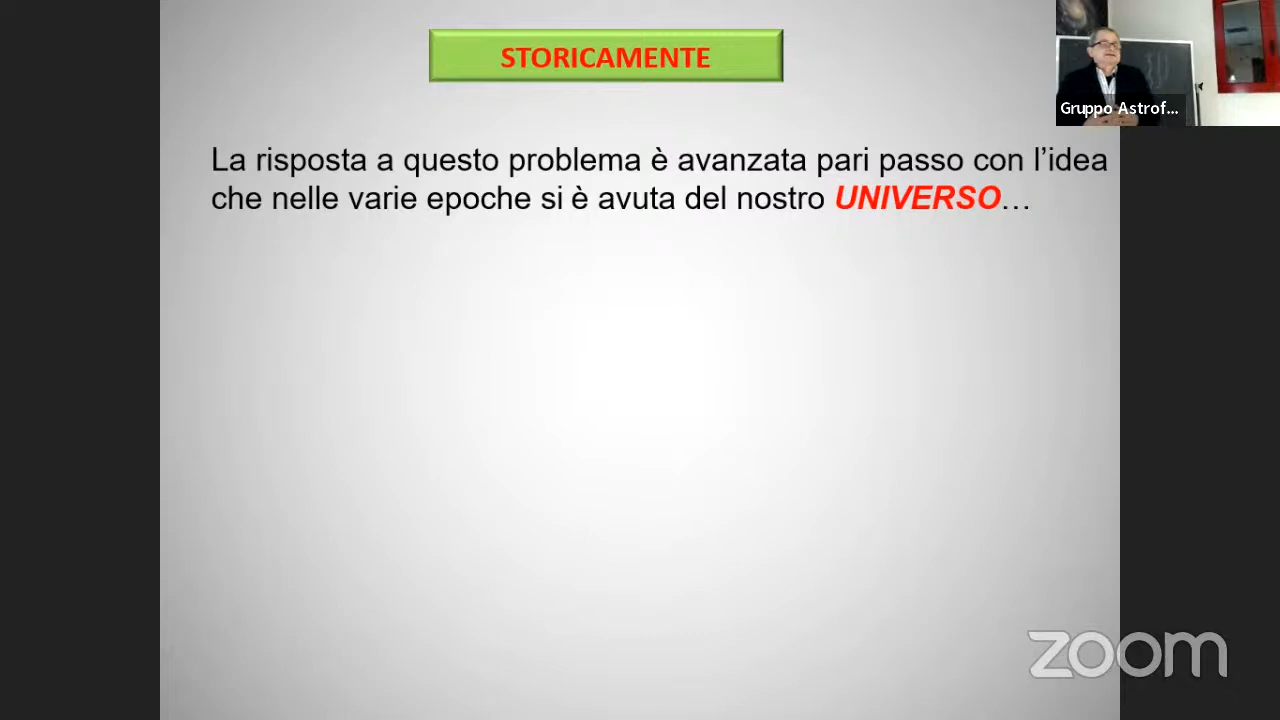 STORICAMENTE
Gruppo Astrof...
La risposta a questo problema è avanzata pari passo con l’idea
che nelle varie epoche si è avuta del nostro UNIVERSO…
zoom